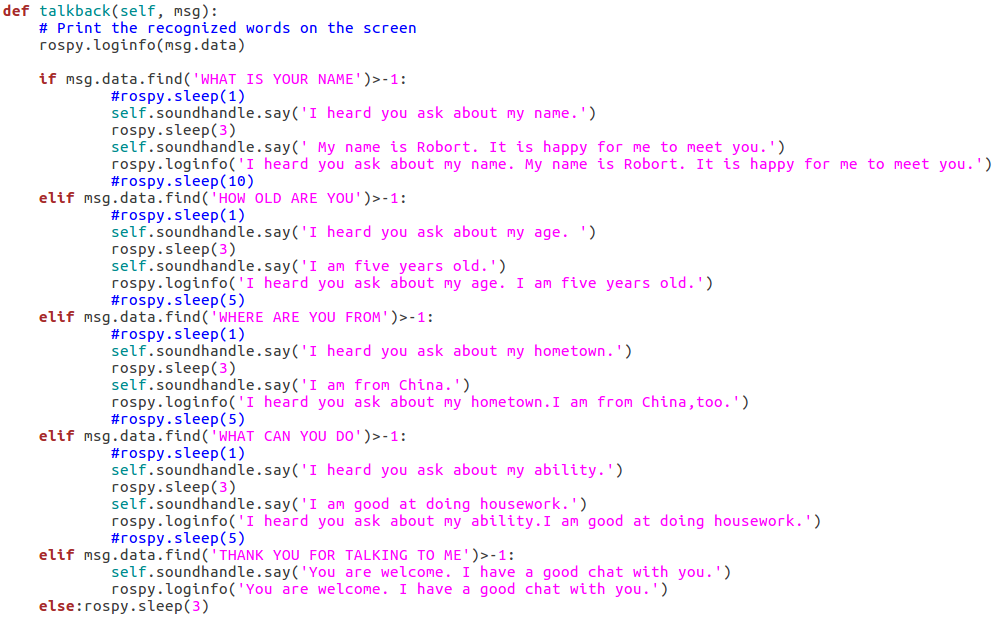 def talkback(self, msg):
    # Print the recognized words on the screen
    rospy.loginfo(msg.data)

    if msg.data.find('WHAT IS YOUR NAME')>-1:
            #rospy.sleep(1)
            self.soundhandle.say('I heard you ask about my name.')
            rospy.sleep(3)
            self.soundhandle.say(' My name is Robort. It is happy for me to meet you.')
            rospy.loginfo('I heard you ask about my name. My name is Robort. It is happy for me to meet you.')
            #rospy.sleep(10)
    elif msg.data.find('HOW OLD ARE YOU')>-1:
            #rospy.sleep(1)
            self.soundhandle.say('I heard you ask about my age. ')
            rospy.sleep(3)
            self.soundhandle.say('I am five years old.')
            rospy.loginfo('I heard you ask about my age. I am five years old.')
            #rospy.sleep(5)
    elif msg.data.find('WHERE ARE YOU FROM')>-1:
            #rospy.sleep(1)
            self.soundhandle.say('I heard you ask about my hometown.')
            rospy.sleep(3)
            self.soundhandle.say('I am from China.')
            rospy.loginfo('I heard you ask about my hometown.I am from China,too.')
            #rospy.sleep(5)
    elif msg.data.find('WHAT CAN YOU DO')>-1:
            #rospy.sleep(1)
            self.soundhandle.say('I heard you ask about my ability.')
            rospy.sleep(3)
            self.soundhandle.say('I am good at doing housework.')
            rospy.loginfo('I heard you ask about my ability.I am good at doing housework.')
            #rospy.sleep(5)
    elif msg.data.find('THANK YOU FOR TALKING TO ME')>-1:
            self.soundhandle.say('You are welcome. I have a good chat with you.')
            rospy.loginfo('You are welcome. I have a good chat with you.')
    else:rospy.sleep(3)